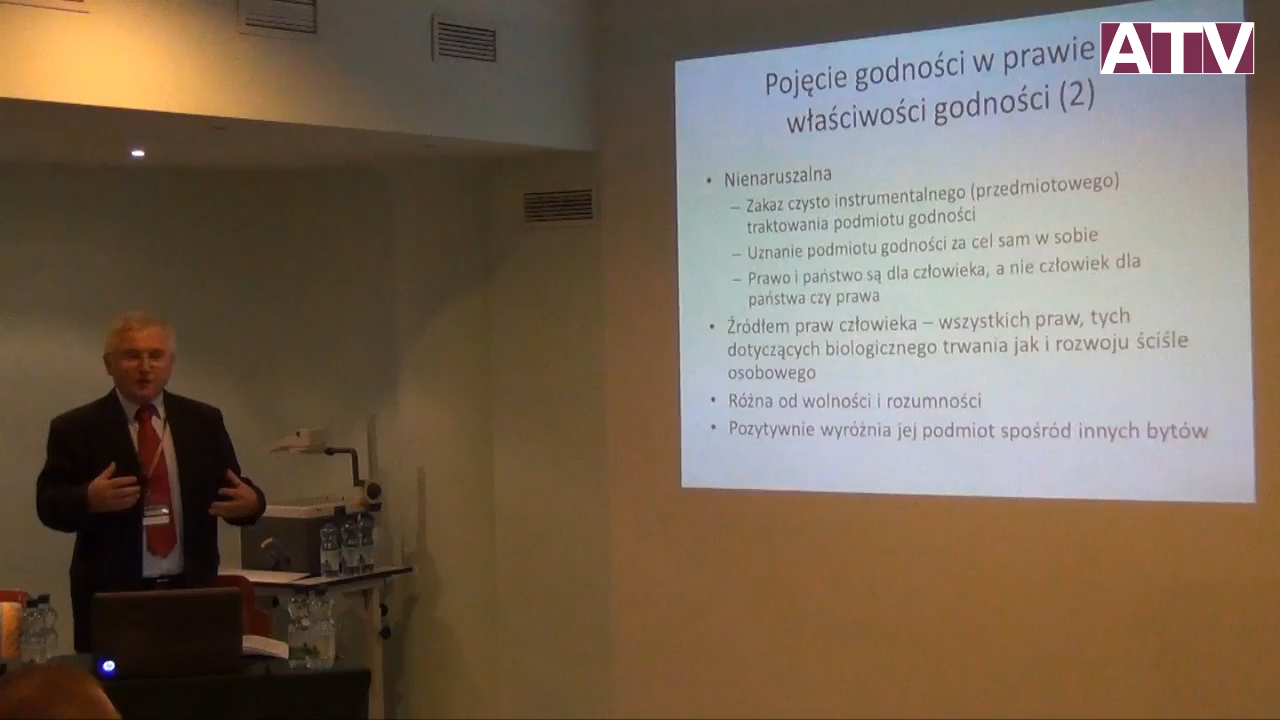 ATV
Pojęcie godności w prawie
właściwości godności (2)
• Nienaruszalna
– Zakaz czysto instrumentalnego (przedmiotowego)
traktowania podmiotu godności
– Uznanie podmiotu godności za cel sam w sobie
– Prawo i państwo są dla człowieka, a nie człowiek dla
państwa czy prawa
• Źródłem praw człowieka – wszystkich praw, tych
dotyczących biologicznego trwania jak i rozwoju ściśle
osobowego
• Różna od wolności i rozumności
• Pozytywnie wyróżnia jej podmiot spośród innych bytów